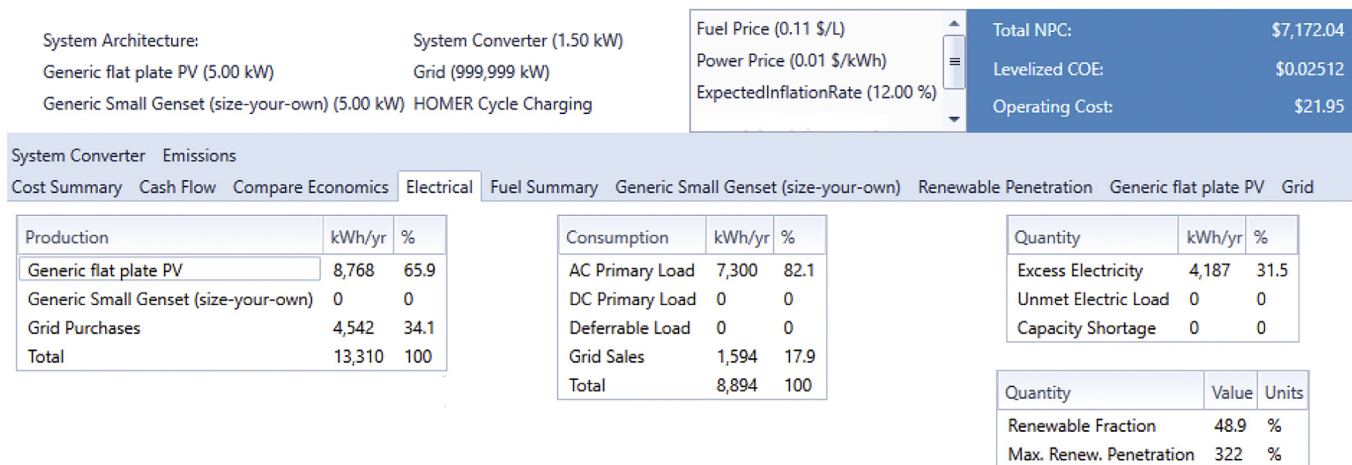 System Architecture:
Generic flat plate PV (5.00 kW)
Generic Small Genset (size-your-own) (5.00 kW)
System Converter (1.50 kW)
Grid (999,999 kW)
HOMER Cycle Charging
Fuel Price (0.11 $/L)
Power Price (0.01 $/kWh)
ExpectedInflationRate (12.00 %)
Total NPC: $7,172.04
Levelized COE: $0.02512
Operating Cost: $21.95
System Converter Emissions
Cost Summary Cash Flow Compare Economics Electrical Fuel Summary Generic Small Genset (size-your-own) Renewable Penetration Generic flat plate PV Grid
Production kWh/yr %
Generic flat plate PV 8,768 65.9
Generic Small Genset (size-your-own) 0 0
Grid Purchases 4,542 34.1
Total 13,310 100
Consumption kWh/yr %
AC Primary Load 7,300 82.1
DC Primary Load 0 0
Deferrable Load 0 0
Grid Sales 1,594 17.9
Total 8,894 100
Quantity kWh/yr %
Excess Electricity 4,187 31.5
Unmet Electric Load 0 0
Capacity Shortage 0 0
Quantity Value Units
Renewable Fraction 48.9 %
Max. Renew. Penetration 322 %